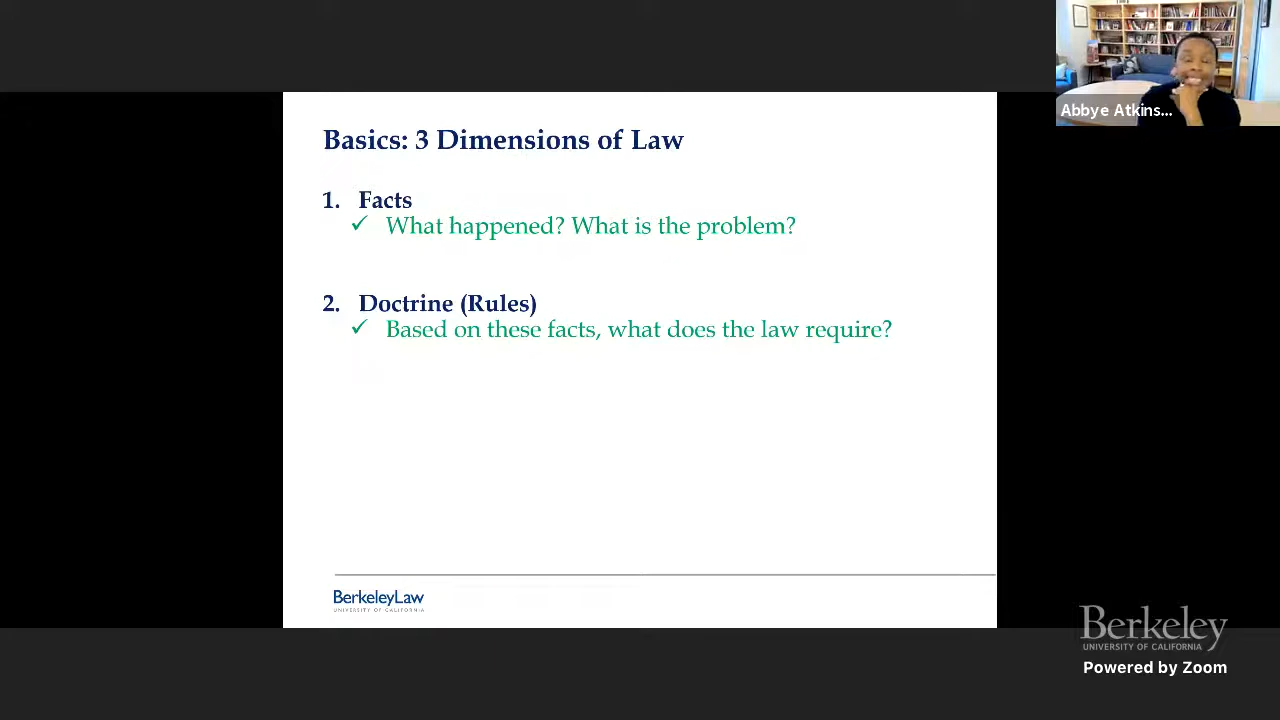 Abbye Atkins...
Basics: 3 Dimensions of Law
1. Facts
✓ What happened? What is the problem?
2. Doctrine (Rules)
✓ Based on these facts, what does the law require?
BerkeleyLaw
UNIVERSITY OF CALIFORNIA
Berkeley
UNIVERSITY OF CALIFORNIA
Powered by Zoom